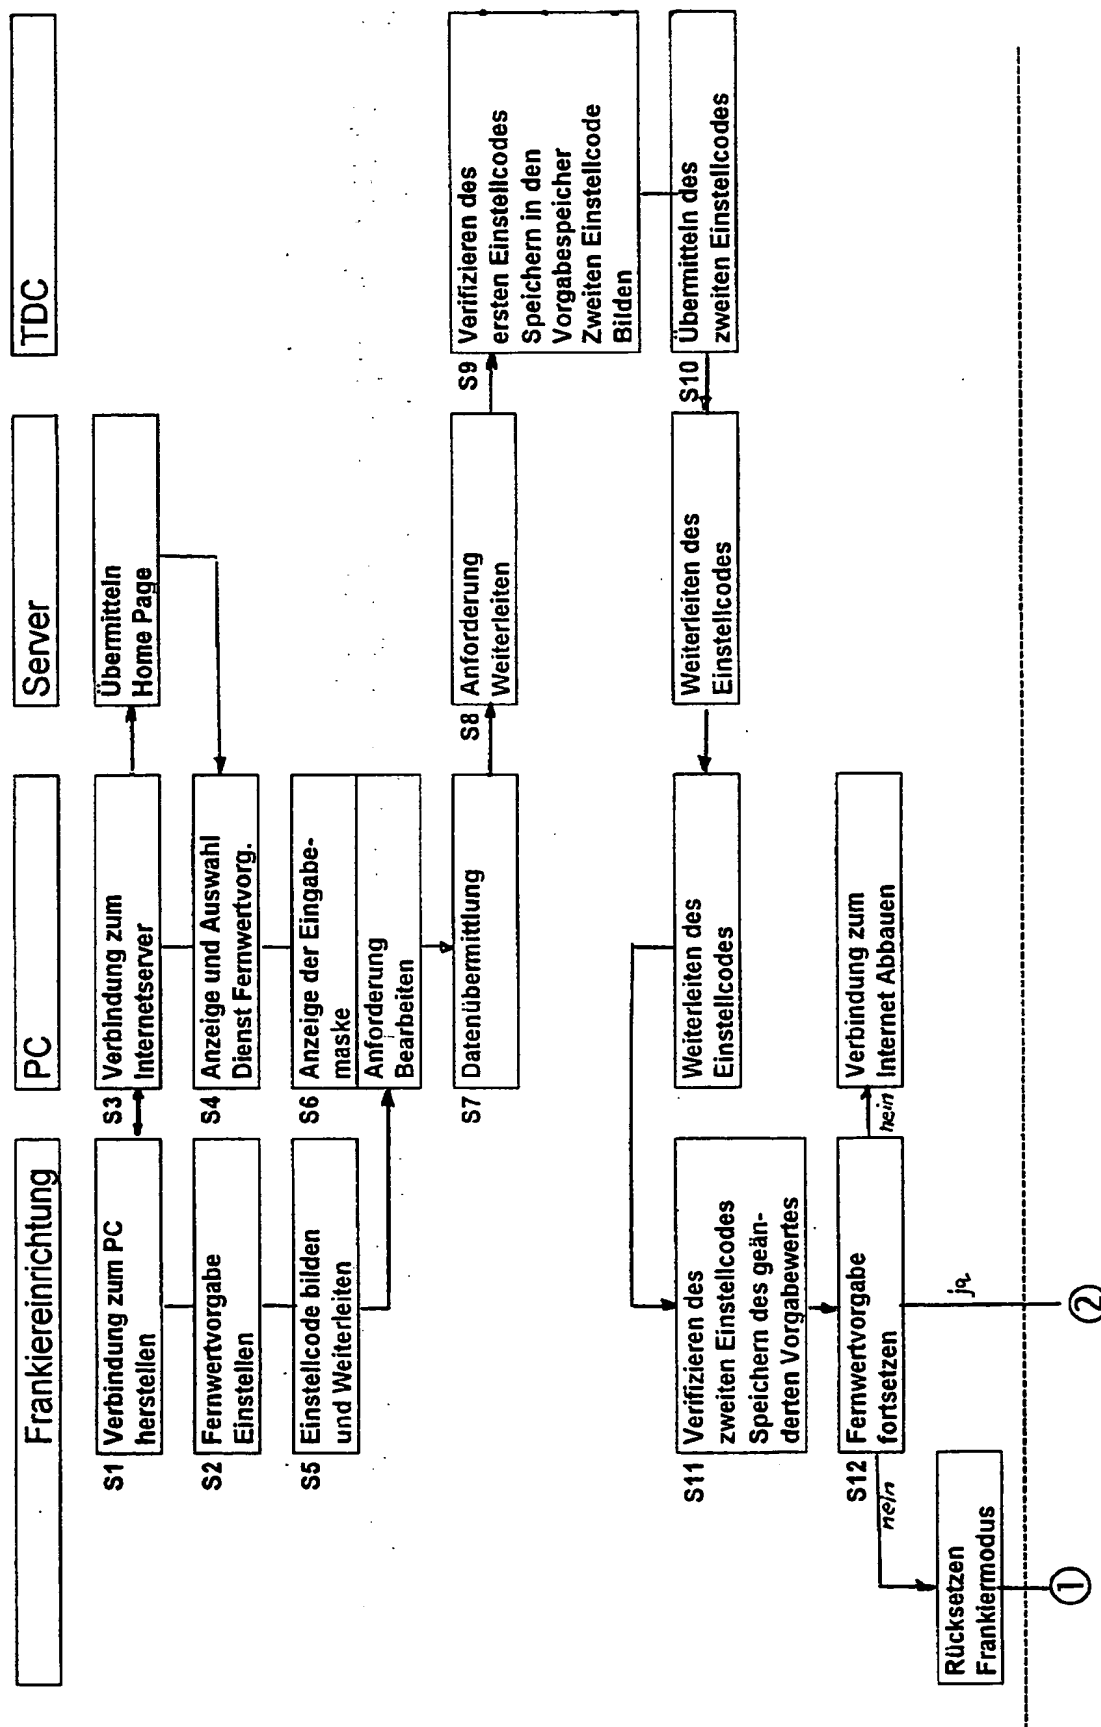 Frankiereinrichtung
PC
Server
TDC
S1 Verbindung zum PC
herstellen
S3 Verbindung zum
Internetserver
Übermitteln
Home Page
S2 Fernwertvorgabe
Einstellen
S4 Anzeige und Auswahl
Dienst Fernwertvorg.
S5 Einstellcode bilden
und Weiterleiten
S6 Anzeige der Eingabe-
maske
Anforderung
Bearbeiten
S7 Datenübermittlung
S8 Anforderung
Weiterleiten
S9 Verifizieren des
ersten Einstellcodes
Speichern in den
Vorgabespeicher
Zweiten Einstellcode
Bilden
S10 Übermitteln des
zweiten Einstellcodes
Weiterleiten des
Einstellcodes
Weiterleiten des
Einstellcodes
S11 Verifizieren des
zweiten Einstellcodes
Speichern des geän-
derten Vorgabewertes
S12 Fernwertvorgabe
fortsetzen
nein
Verbindung zum
Internet Abbauen
nein
ja
Rücksetzen
Frankiermodus
1
2